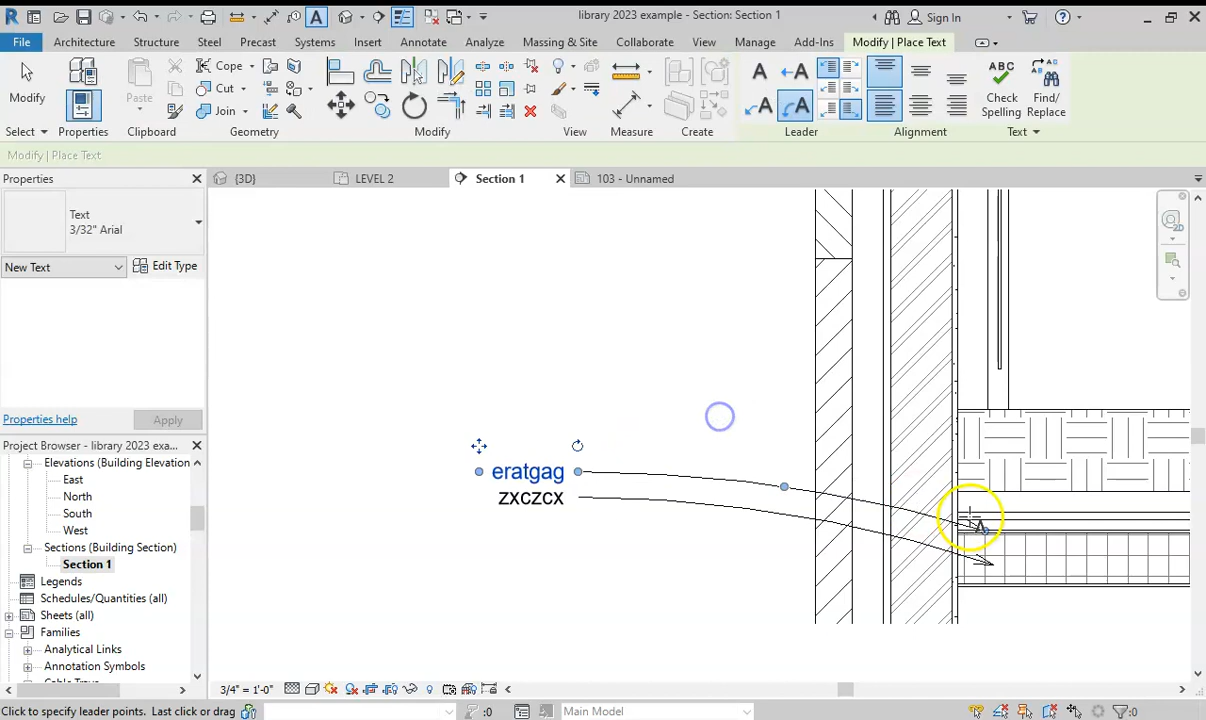 library 2023 example - Section: Section 1
Sign In
File Architecture Structure Steel Precast Systems Insert Annotate Analyze Massing & Site Collaborate View Manage Add-Ins Modify | Place Text
Modify Paste Cope Cut Join Check Spelling Find/ Replace
Select Properties Clipboard Geometry Modify View Measure Create Leader Alignment Text
Modify | Place Text
Properties
{3D} LEVEL 2 Section 1 103 - Unnamed
Text
3/32" Arial
New Text Edit Type
Properties help Apply
Project Browser - library 2023 exa...
Elevations (Building Elevation
East
North
South
West
Sections (Building Section)
Section 1
Legends
Schedules/Quantities (all)
Sheets (all)
Families
Analytical Links
Annotation Symbols
eratgag
ZXCZCX
2D
3/4" = 1'-0"
Click to specify leader points. Last click or drag :0 Main Model :0